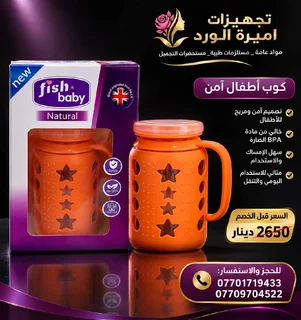 تجهيزات
اميرة الورد
مواد عامة_ مستلزمات طبية_ مستحضرات التجميل
new
fish
baby
Natural
كوب أطفال آمن
تصميم آمن ومريح
للأطفال
خالي من مادة
BPA الضارة
سهل الإمساك
والاستخدام
مثالي للاستخدام
اليومي والتنقل
السعر قبل الخصم
2650 دينار
للحجز والاستفسار:
07701719433
07709704522